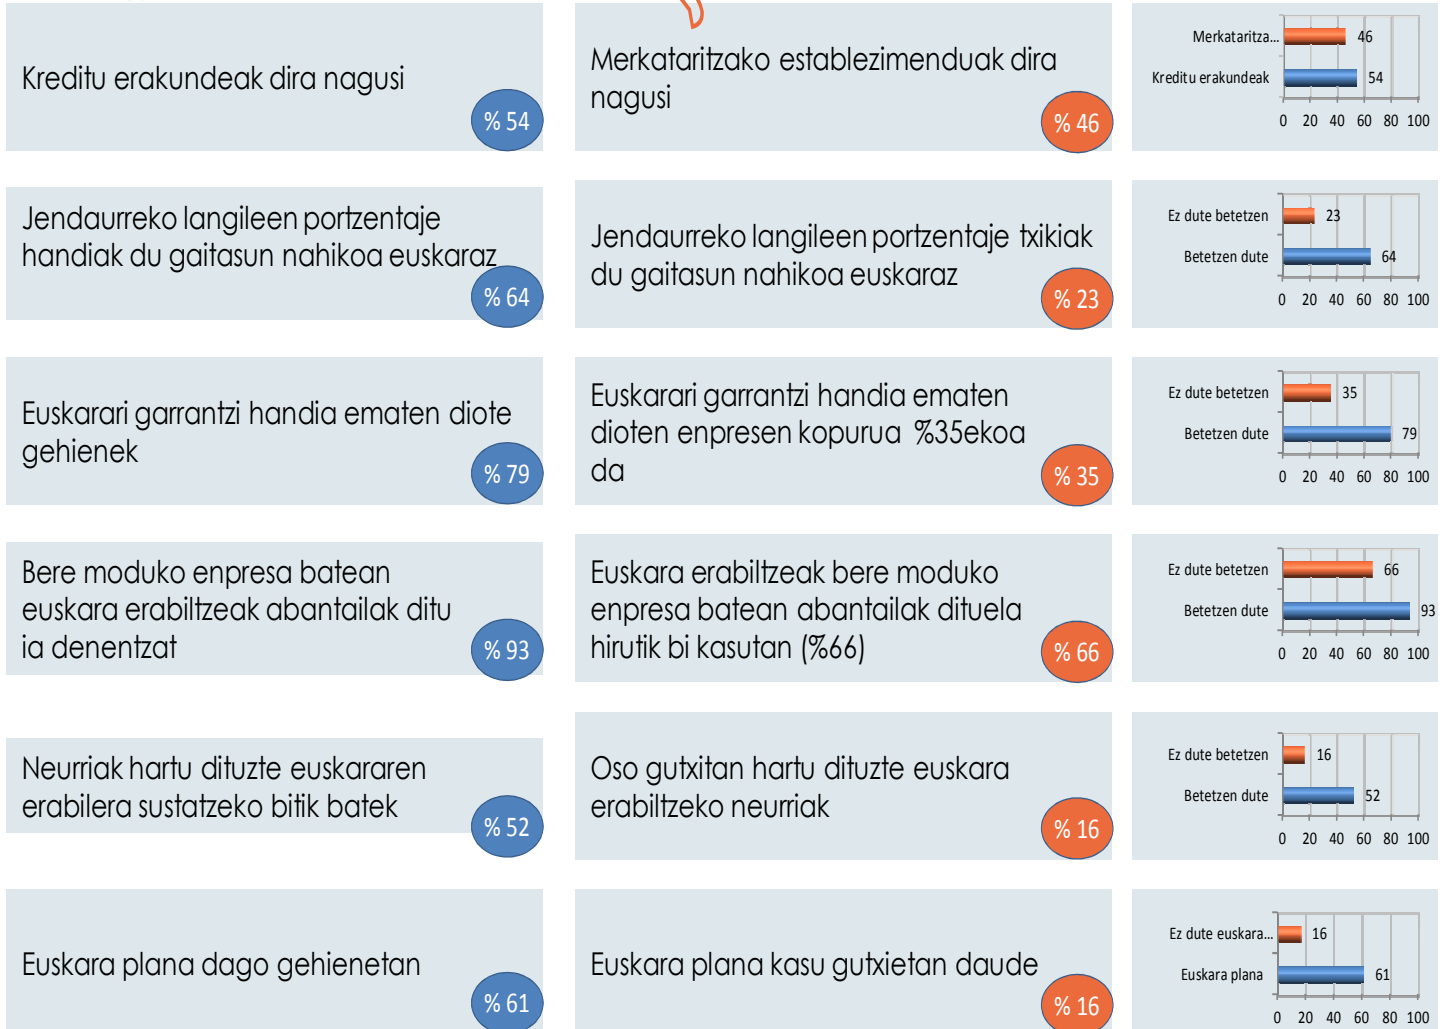 Kreditu erakundeak dira nagusi
% 54
Merkataritzako establezimenduak dira
nagusi
% 46
Merkataritza...
46
Kreditu erakundeak
54
0 20 40 60 80 100
Jendaurreko langileen portzentaje
handiak du gaitasun nahikoa euskaraz
% 64
Jendaurreko langileen portzentaje txikiak
du gaitasun nahikoa euskaraz
% 23
Ez dute betetzen
23
Betetzen dute
64
0 20 40 60 80 100
Euskarari garrantzi handia ematen diote
gehienek
% 79
Euskarari garrantzi handia ematen
dioten enpresen kopurua %35ekoa
da
% 35
Ez dute betetzen
35
Betetzen dute
79
0 20 40 60 80 100
Bere moduko enpresa batean
euskara erabiltzeak abantailak ditu
ia denentzat
% 93
Euskara erabiltzeak bere moduko
enpresa batean abantailak dituela
hirutik bi kasutan (%66)
% 66
Ez dute betetzen
66
Betetzen dute
93
0 20 40 60 80 100
Neurriak hartu dituzte euskararen
erabilera sustatzeko bitik batek
% 52
Oso gutxitan hartu dituzte euskara
erabiltzeko neurriak
% 16
Ez dute betetzen
16
Betetzen dute
52
0 20 40 60 80 100
Euskara plana dago gehienetan
% 61
Euskara plana kasu gutxietan daude
% 16
Ez dute euskara...
16
Euskara plana
61
0 20 40 60 80 100